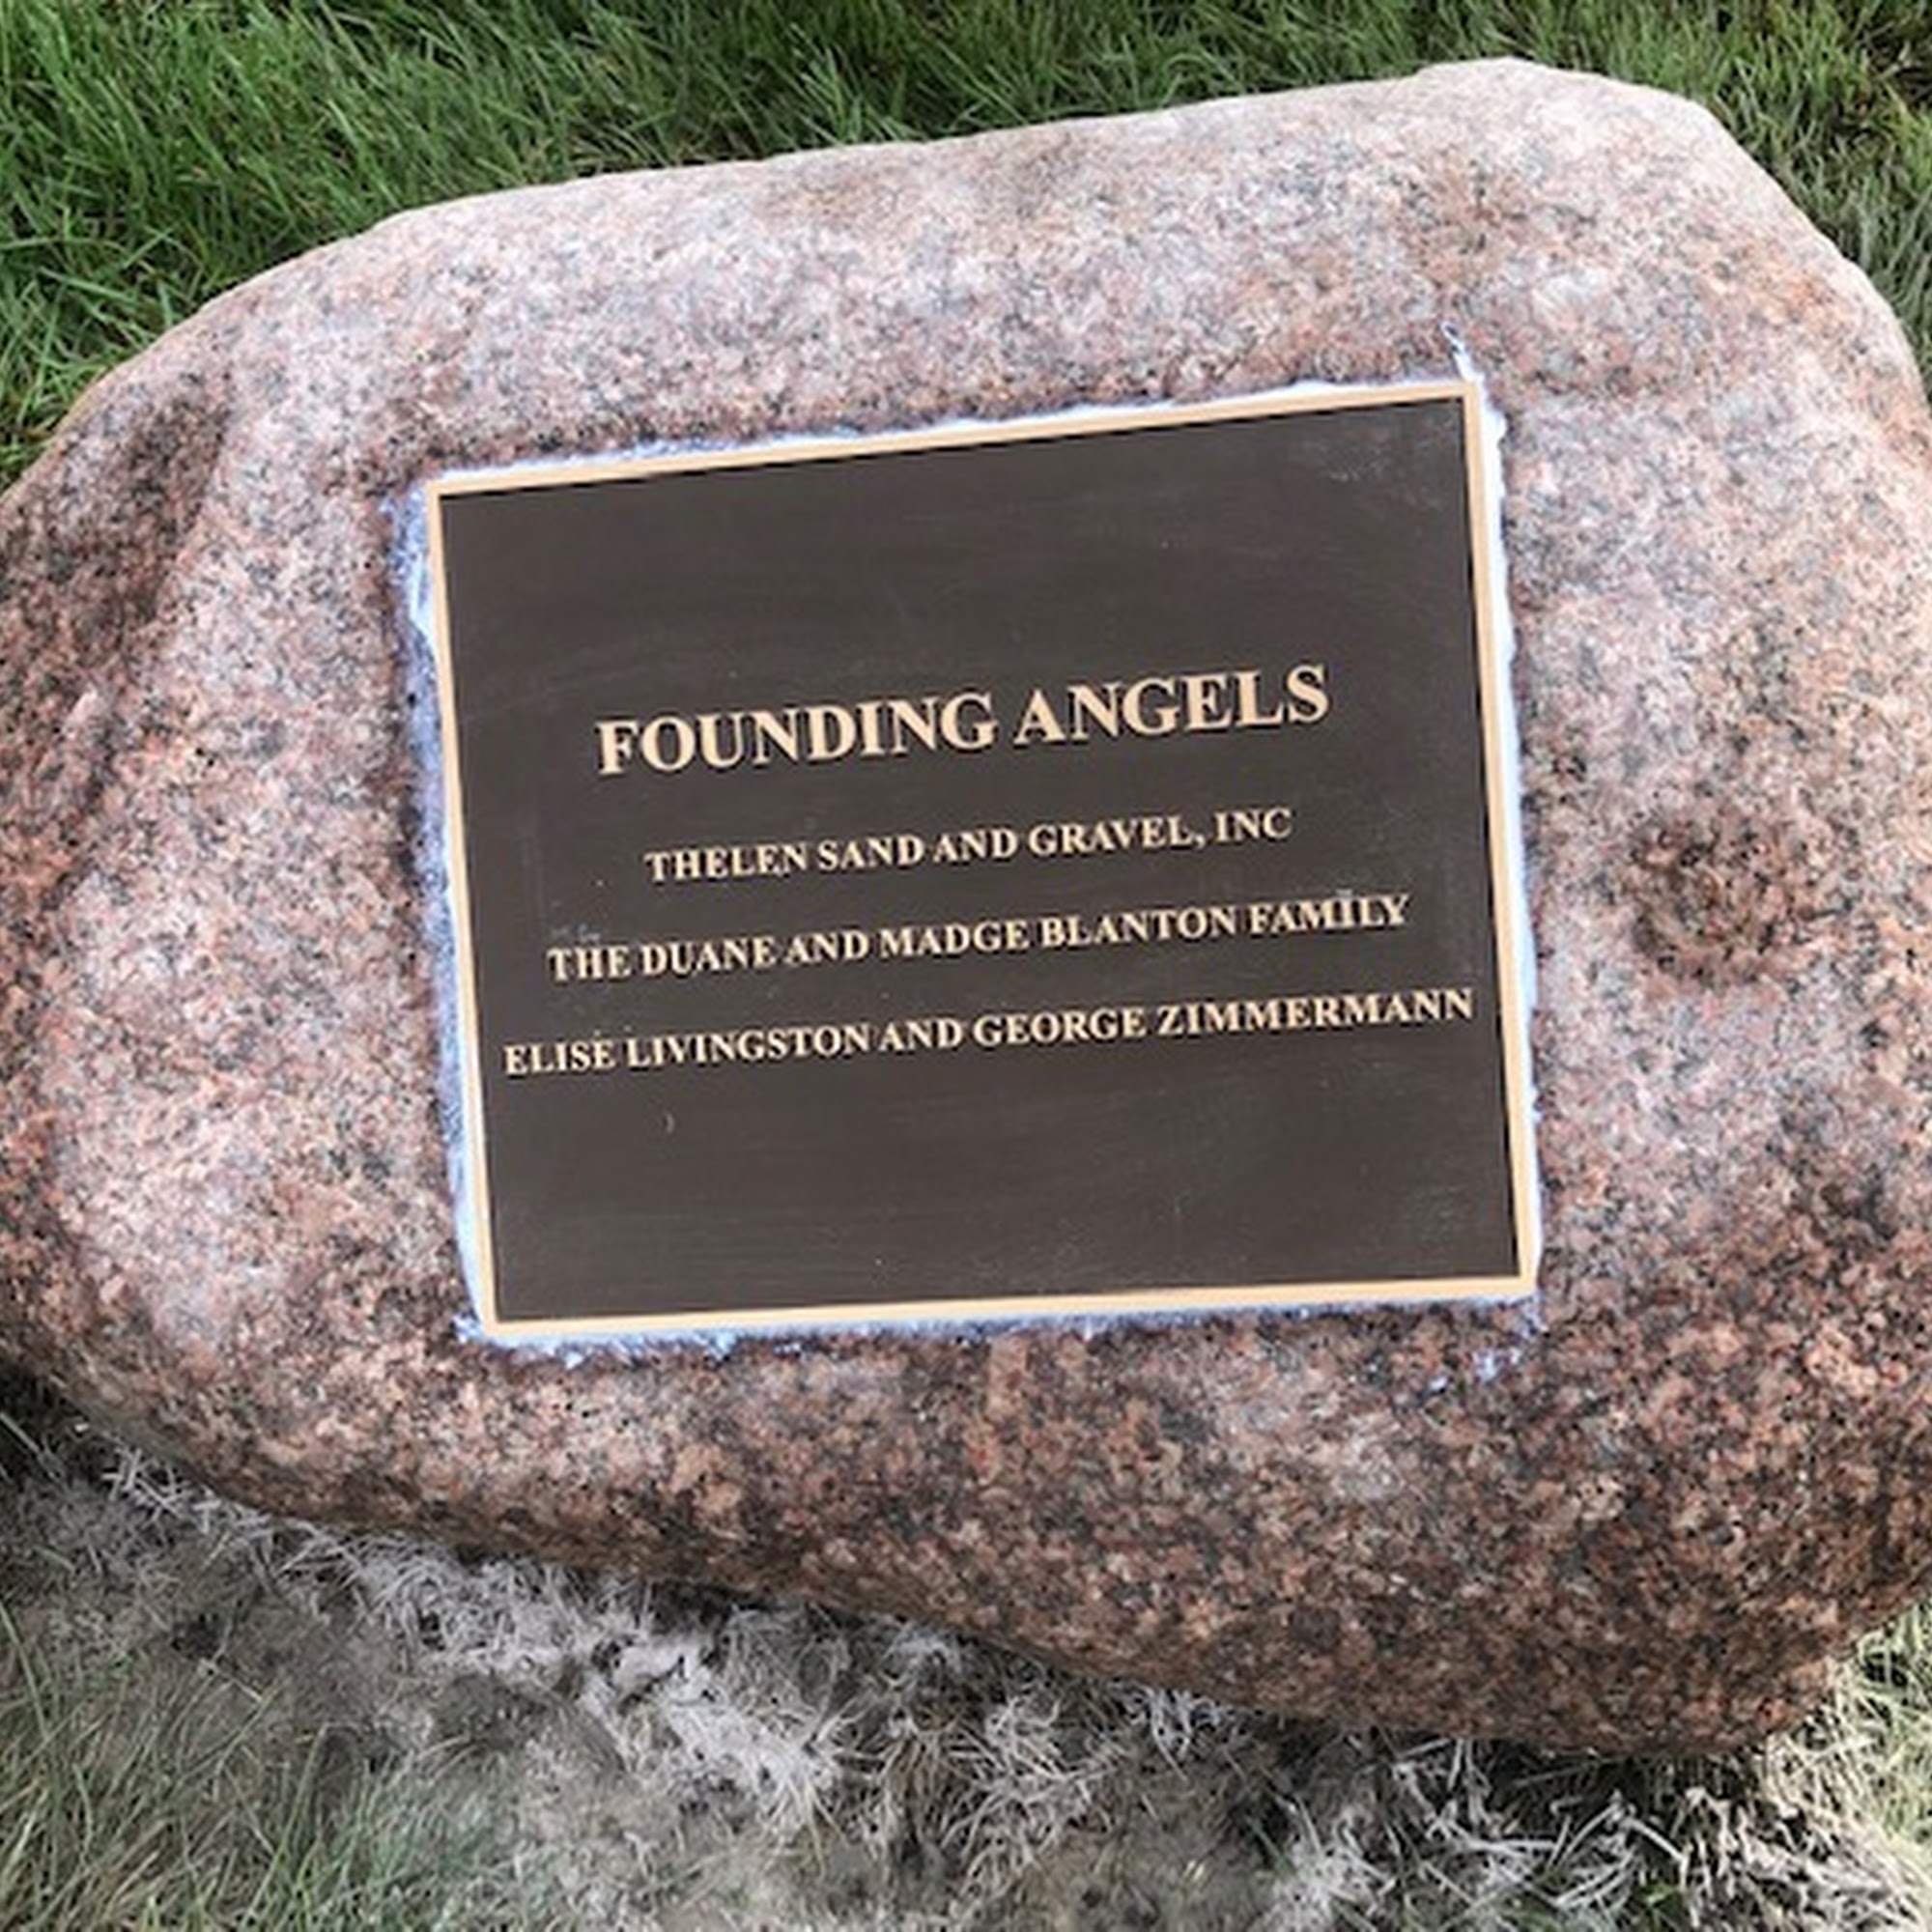 FOUNDING ANGELS
THELEN SAND AND GRAVEL, INC
THE DUANE AND MADGE BLANTON FAMILY
ELISE LIVINGSTON AND GEORGE ZIMMERMANN